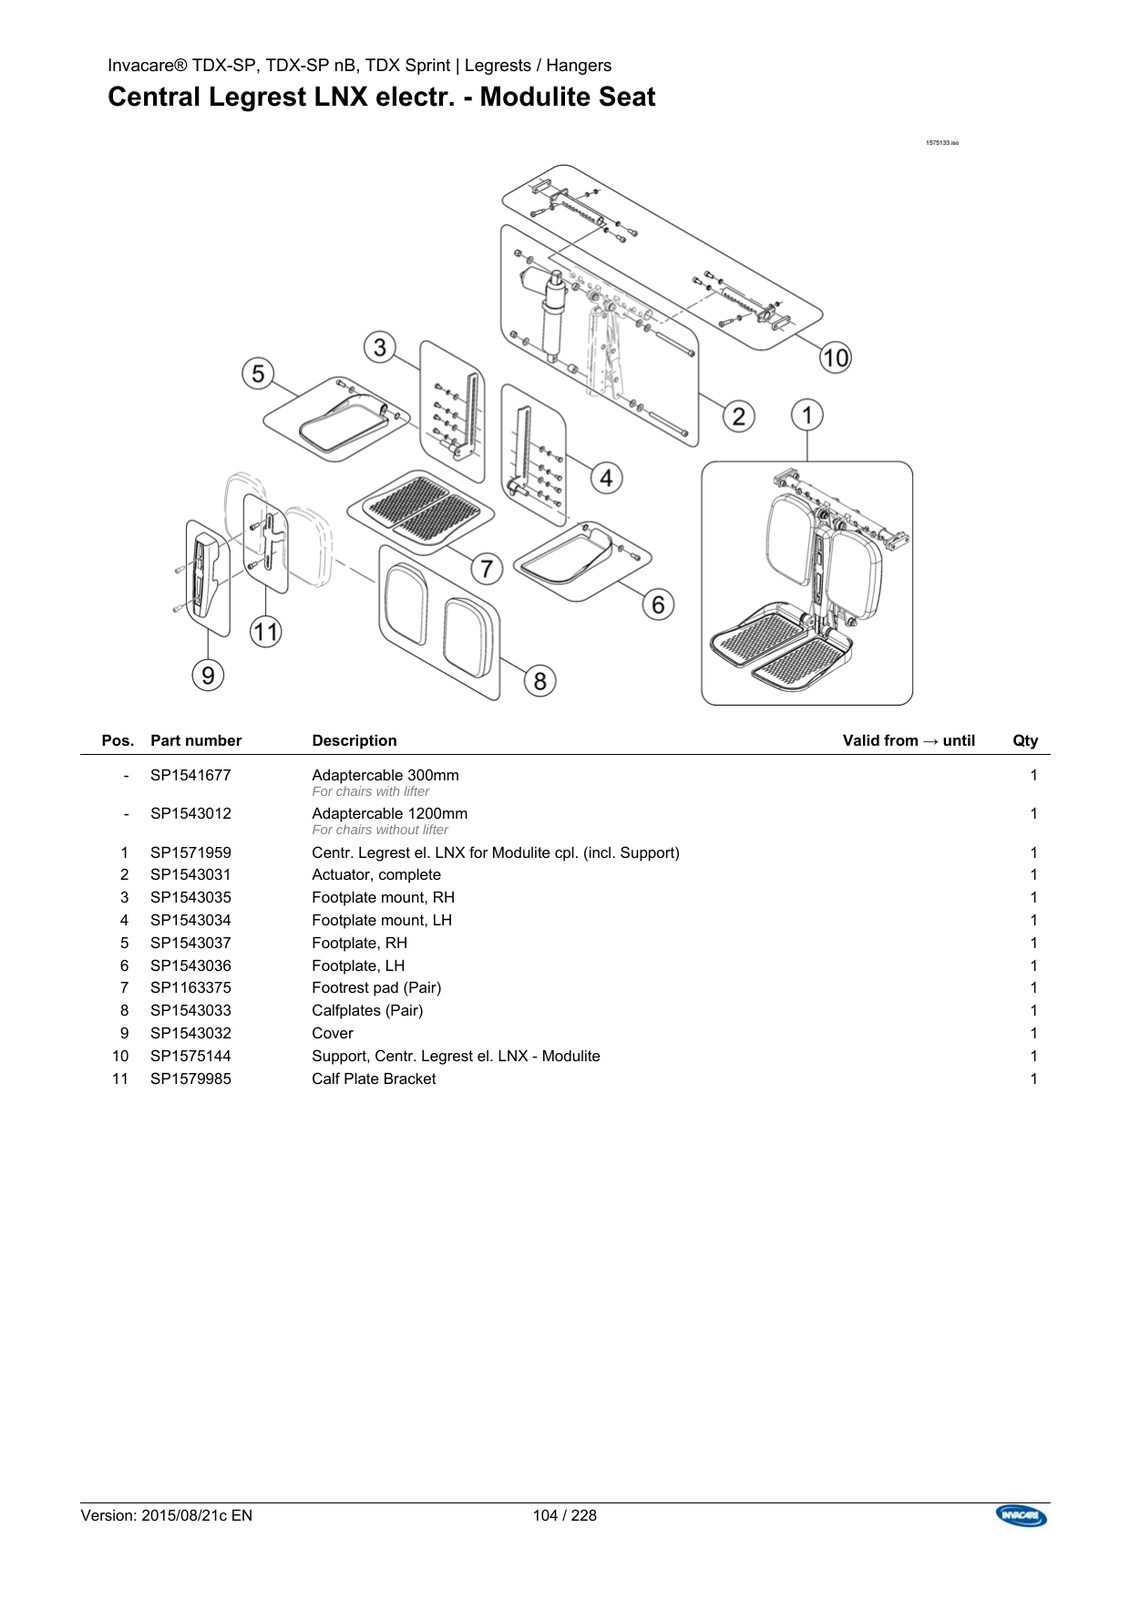 Invacare® TDX-SP, TDX-SP nB, TDX Sprint | Legrests / Hangers
Central Legrest LNX electr. - Modulite Seat
1575133.iso
10
3
5
2
1
4
7
6
11
9
8
Pos. Part number Description Valid from → until Qty
- SP1541677 Adaptercable 300mm 1
For chairs with lifter
- SP1543012 Adaptercable 1200mm 1
For chairs without lifter
1 SP1571959 Centr. Legrest el. LNX for Modulite cpl. (incl. Support) 1
2 SP1543031 Actuator, complete 1
3 SP1543035 Footplate mount, RH 1
4 SP1543034 Footplate mount, LH 1
5 SP1543037 Footplate, RH 1
6 SP1543036 Footplate, LH 1
7 SP1163375 Footrest pad (Pair) 1
8 SP1543033 Calfplates (Pair) 1
9 SP1543032 Cover 1
10 SP1575144 Support, Centr. Legrest el. LNX - Modulite 1
11 SP1579985 Calf Plate Bracket 1
Version: 2015/08/21c EN 104 / 228 INVACARE